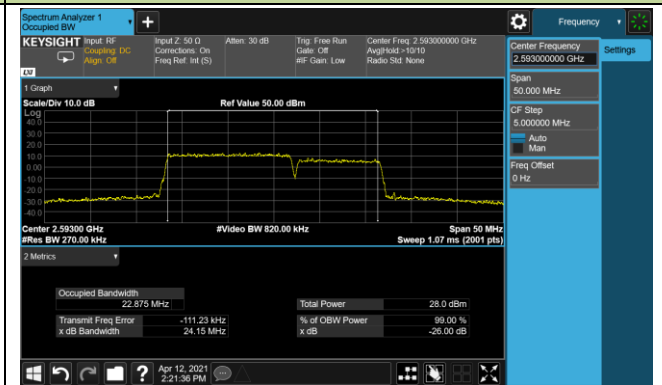 Spectrum Analyzer 1
Occupied BW
+
Frequency
KEYSIGHT Input: RF
Coupling: DC
Align: Off
Input Z: 50 Ω
Corrections: On
Freq Ref: Int (S)
Atten: 30 dB
Trig: Free Run
Gate: Off
#IF Gain: Low
Center Freq: 2.593000000 GHz
Avg|Hold:>10/10
Radio Std: None
LXI
1 Graph
Scale/Div 10.0 dB
Ref Value 50.00 dBm
Log
40.0
30.0
20.0
10.0
0.00
-10.0
-20.0
-30.0
-40.0
Center 2.59300 GHz
#Video BW 820.00 kHz
Span 50 MHz
#Res BW 270.00 kHz
Sweep 1.07 ms (2001 pts)
2 Metrics
Occupied Bandwidth
22.875 MHz
Total Power 28.0 dBm
Transmit Freq Error -111.23 kHz
% of OBW Power 99.00 %
x dB Bandwidth 24.15 MHz
x dB -26.00 dB
Center Frequency
2.593000000 GHz
Settings
Span
50.000 MHz
CF Step
5.000000 MHz
Auto
Man
Freq Offset
0 Hz
?
Apr 12, 2021
2:21:36 PM